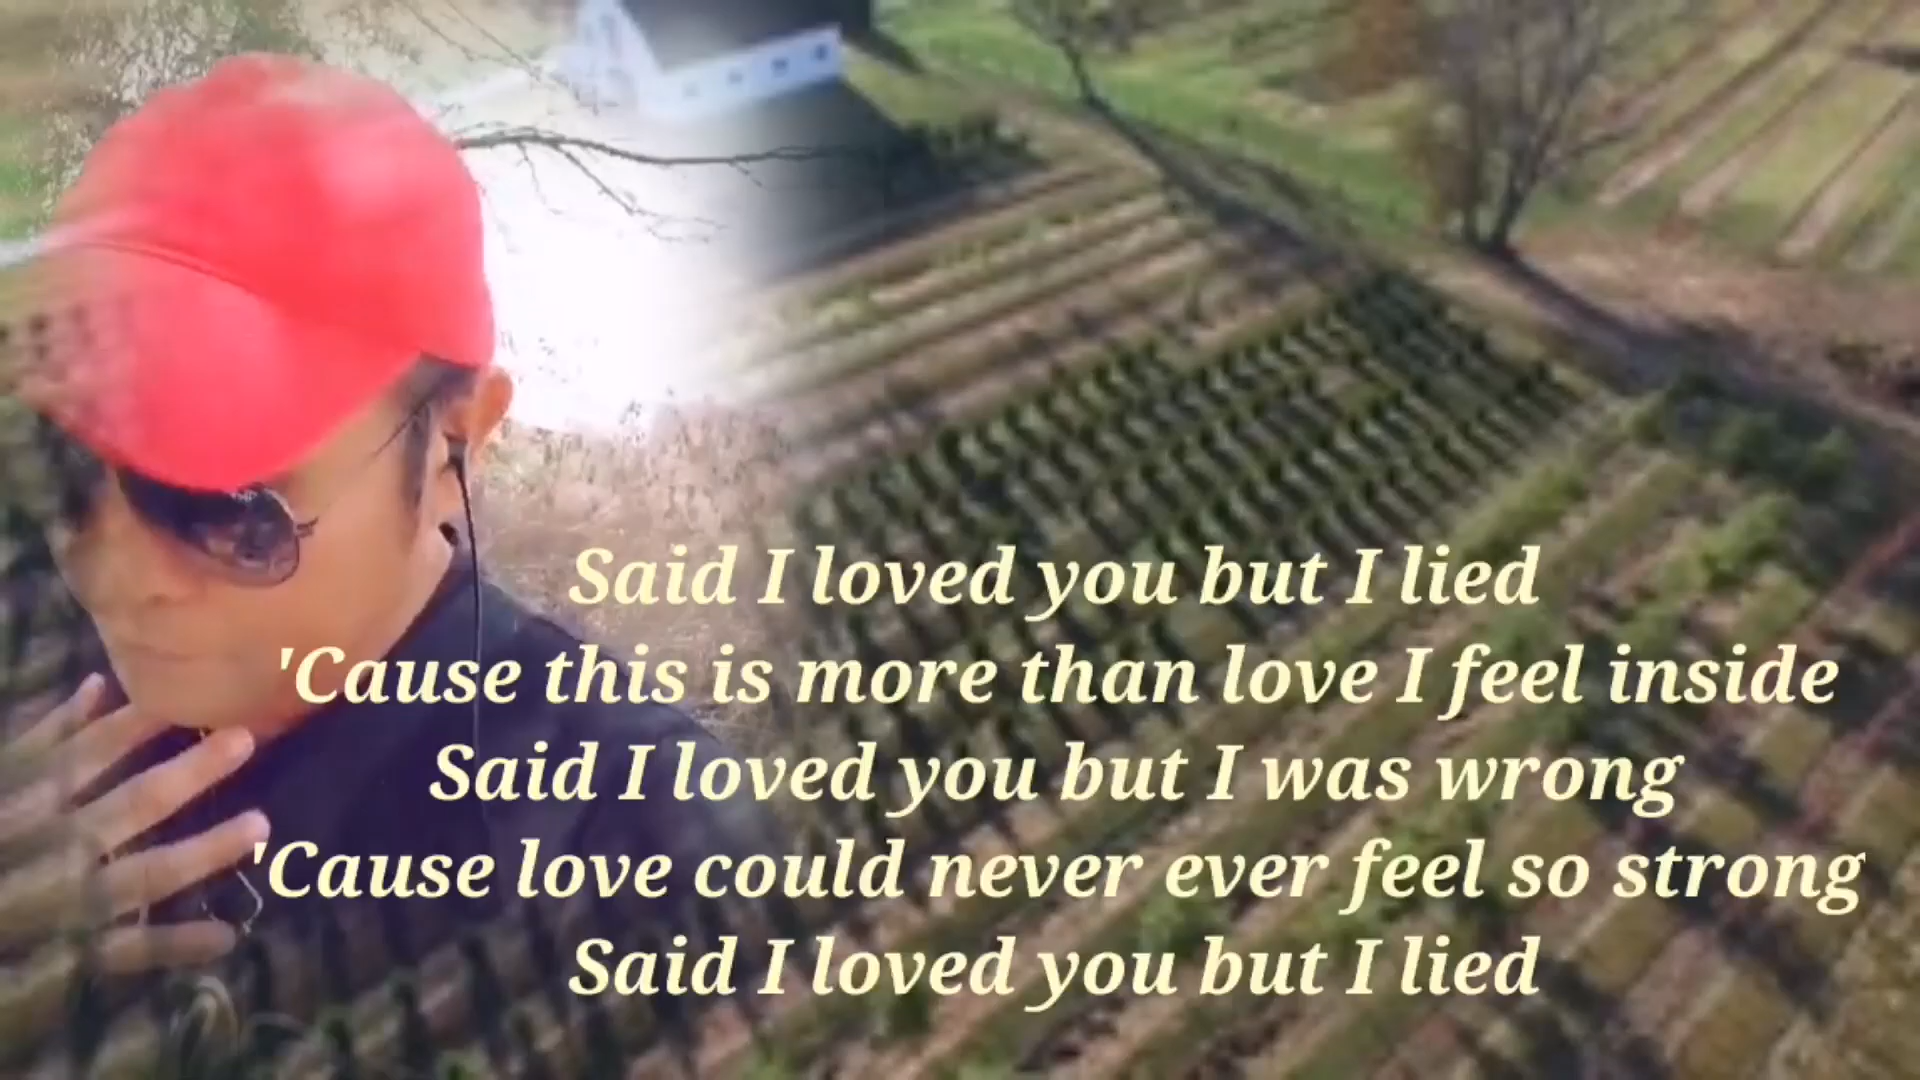 Said I loved you but I lied
'Cause this is more than love I feel inside
Said I loved you but I was wrong
'Cause love could never ever feel so strong
Said I loved you but I lied